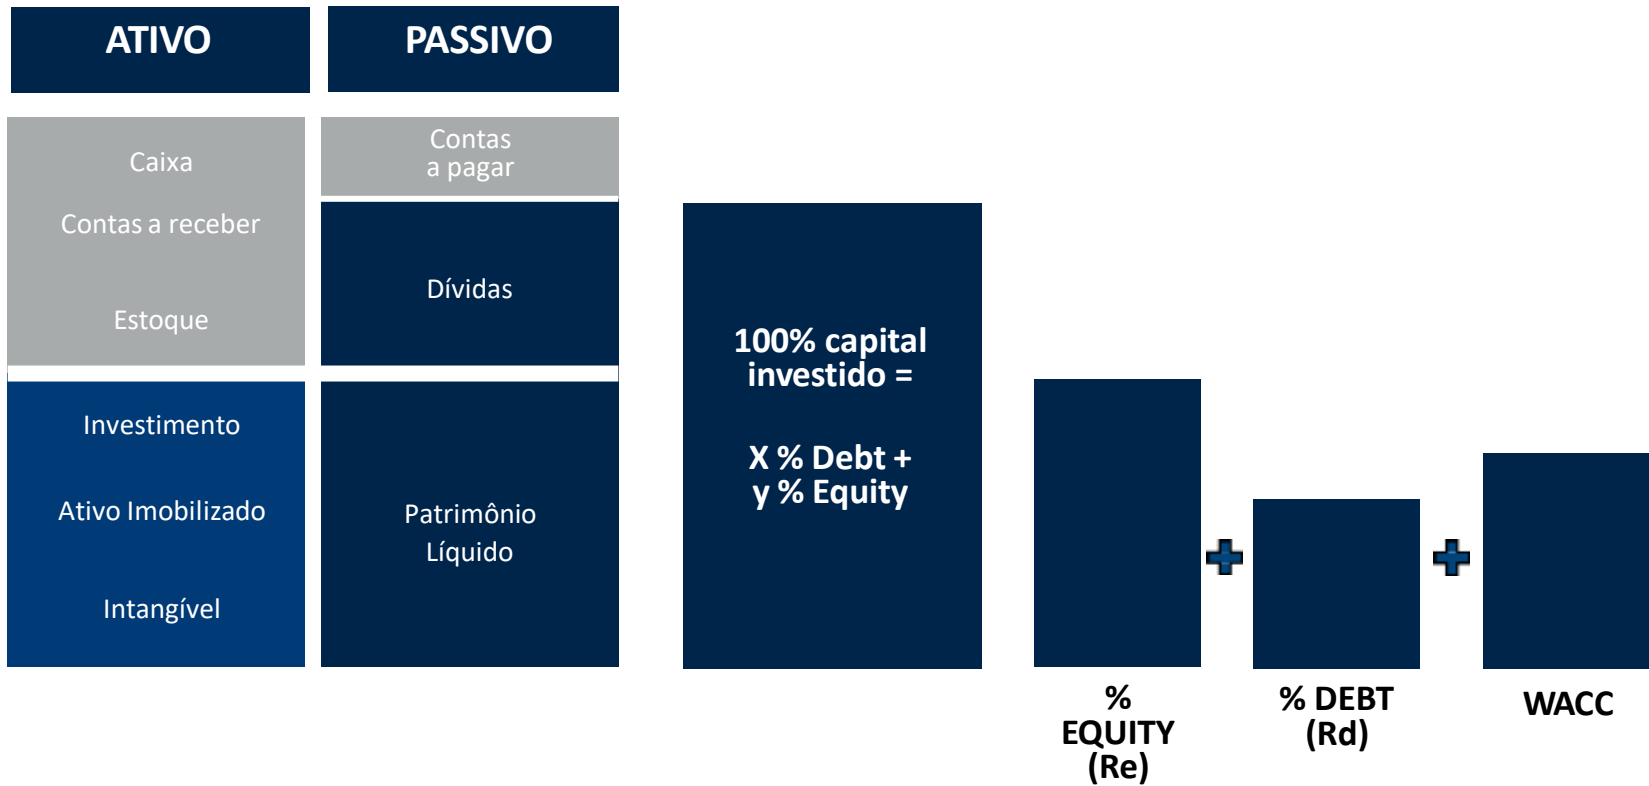 ATIVO
PASSIVO
Caixa
Contas a receber
Estoque
Investimento
Ativo Imobilizado
Intangível
Contas
a pagar
Dívidas
Patrimônio
Líquido
100% capital
investido =
X % Debt +
y % Equity
%
EQUITY
(Re)
% DEBT
(Rd)
WACC